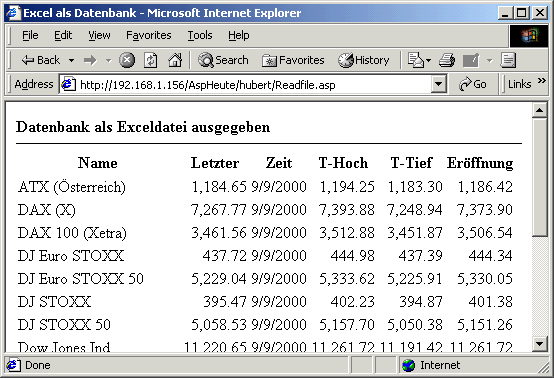 Excel als Datenbank - Microsoft Internet Explorer
File Edit View Favorites Tools Help
Back Search Favorites History
Address http://192.168.1.156/AspHeute/hubert/Readfile.asp Go Links »
Datenbank als Exceldatei ausgegeben
Name Letzter Zeit T-Hoch T-Tief Eröffnung
ATX (Österreich) 1,184.65 9/9/2000 1,194.25 1,183.30 1,186.42
DAX (X) 7,267.77 9/9/2000 7,393.88 7,248.94 7,373.90
DAX 100 (Xetra) 3,461.56 9/9/2000 3,512.88 3,451.87 3,506.54
DJ Euro STOXX 437.72 9/9/2000 444.98 437.39 444.34
DJ Euro STOXX 50 5,229.04 9/9/2000 5,333.62 5,225.91 5,330.05
DJ STOXX 395.47 9/9/2000 402.23 394.87 401.38
DJ STOXX 50 5,058.53 9/9/2000 5,157.70 5,050.38 5,151.26
Dow Jones Ind 11,220.65 9/9/2000 11,261.72 11,191.42 11,261.72
Done Internet